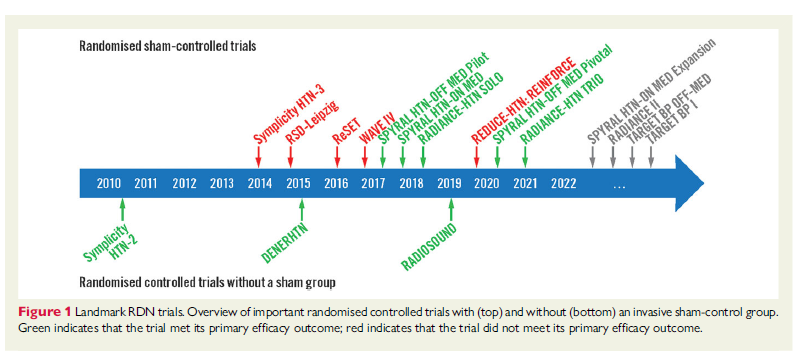 Randomised sham-controlled trials
Symplicity HTN-3
RSD-Leipzig
ReSET
WAVE IV
SPYRAL HTN-OFF MED Pilot
SPYRAL HTN-ON MED
RADIANCE-HTN SOLO
REDUCE-HTN: REINFORCE
SPYRAL HTN-OFF MED Pivotal
RADIANCE-HTN TRIO
SPYRAL HTN-ON MED Expansion
RADIANCE II
TARGET BP OFF-MED
TARGET BP I
2010 2011 2012 2013 2014 2015 2016 2017 2018 2019 2020 2021 2022 ...
Symplicity
HTN-2
DENERHTN
RADIOSOUND
Randomised controlled trials without a sham group
Figure 1 Landmark RDN trials. Overview of important randomised controlled trials with (top) and without (bottom) an invasive sham-control group.
Green indicates that the trial met its primary efficacy outcome; red indicates that the trial did not meet its primary efficacy outcome.